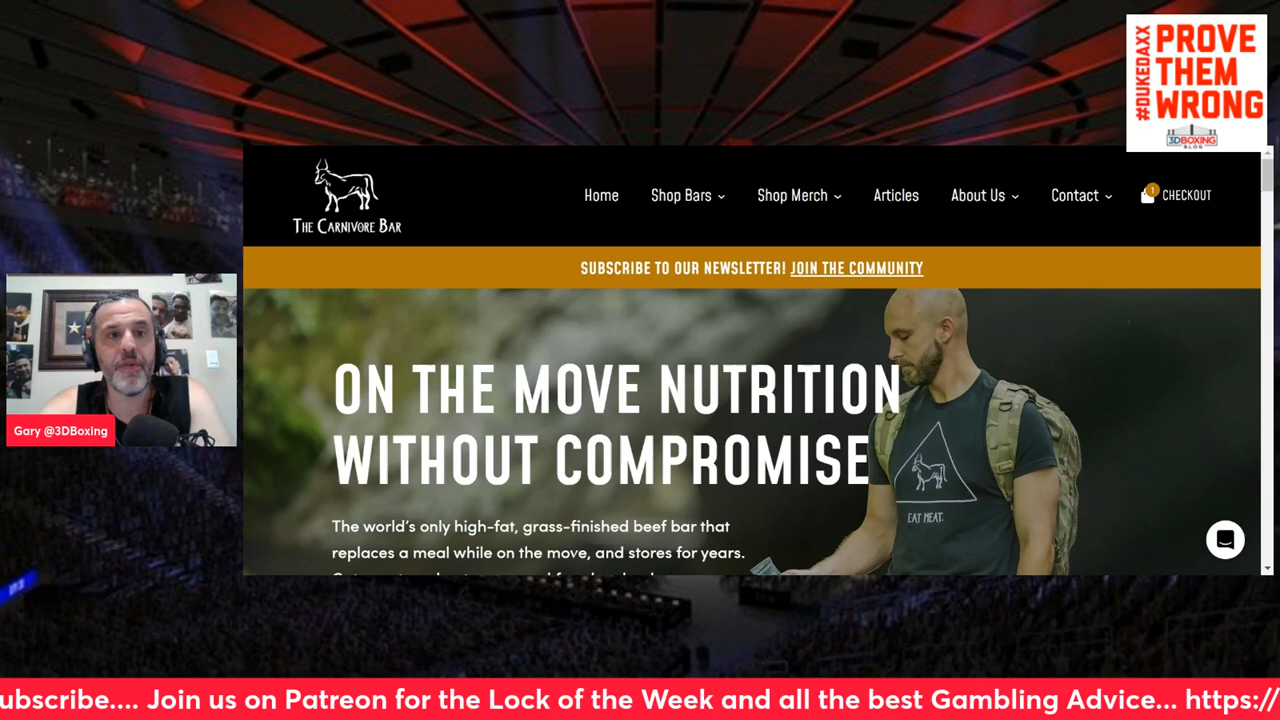 #DUKEDAXX
PROVE
THEM
WRONG
3DBOXING
BLOG
THE CARNIVORE BAR
Home
Shop Bars
Shop Merch
Articles
About Us
Contact
1
CHECKOUT
SUBSCRIBE TO OUR NEWSLETTER! JOIN THE COMMUNITY
ON THE MOVE NUTRITION
WITHOUT COMPROMISE
The world's only high-fat, grass-finished beef bar that
replaces a meal while on the move, and stores for years.
EAT MEAT.
Gary @3DBoxing
ubscribe.... Join us on Patreon for the Lock of the Week and all the best Gambling Advice... https://